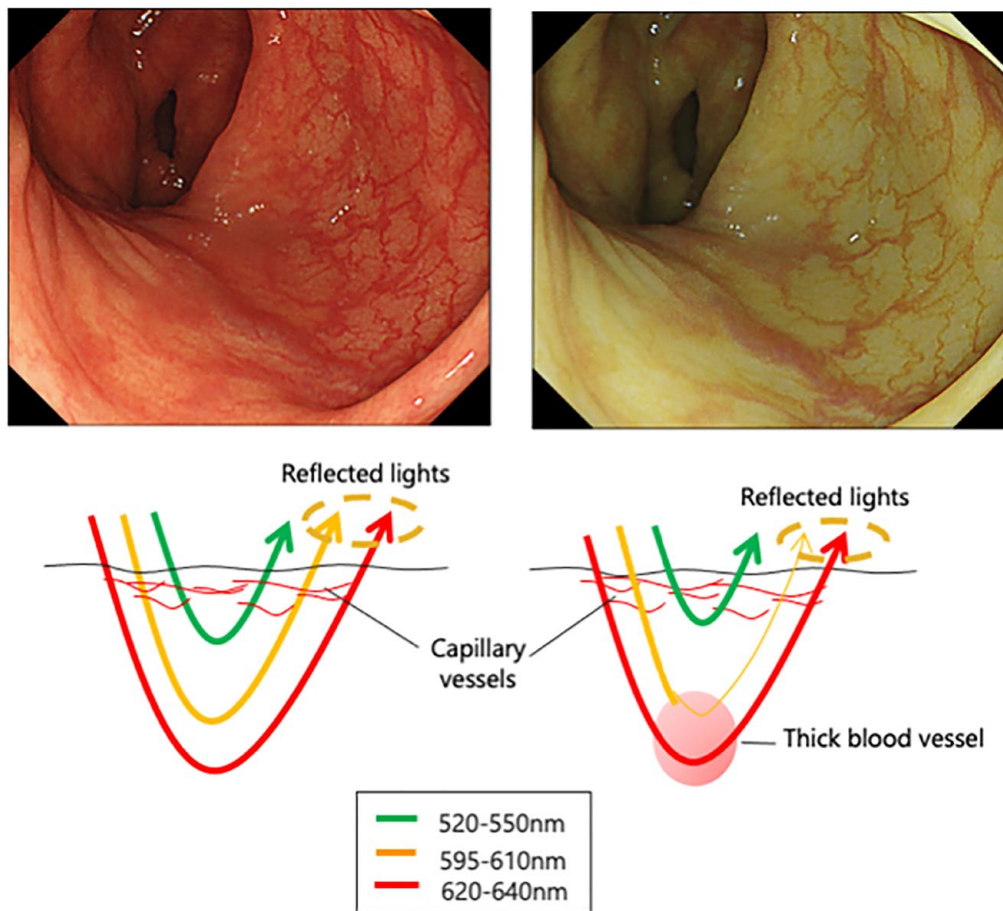 Reflected lights
Reflected lights
Capillary
vessels
Thick blood vessel
520-550nm
595-610nm
620-640nm